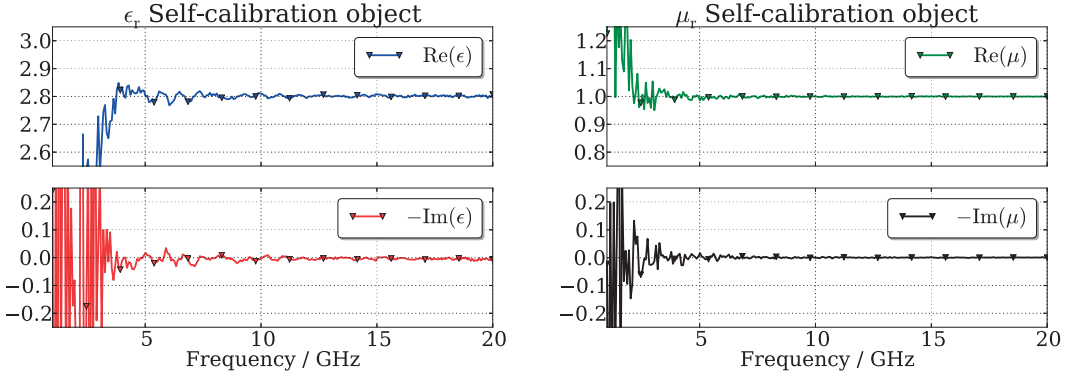 ϵr Self-calibration object
3.0
2.9
2.8
2.7
2.6
Re(ϵ)
0.2
0.1
0.0
−0.1
−0.2
−Im(ϵ)
5 10 15 20
Frequency / GHz
μr Self-calibration object
1.2
1.1
1.0
0.9
0.8
Re(μ)
0.2
0.1
0.0
−0.1
−0.2
−Im(μ)
5 10 15 20
Frequency / GHz